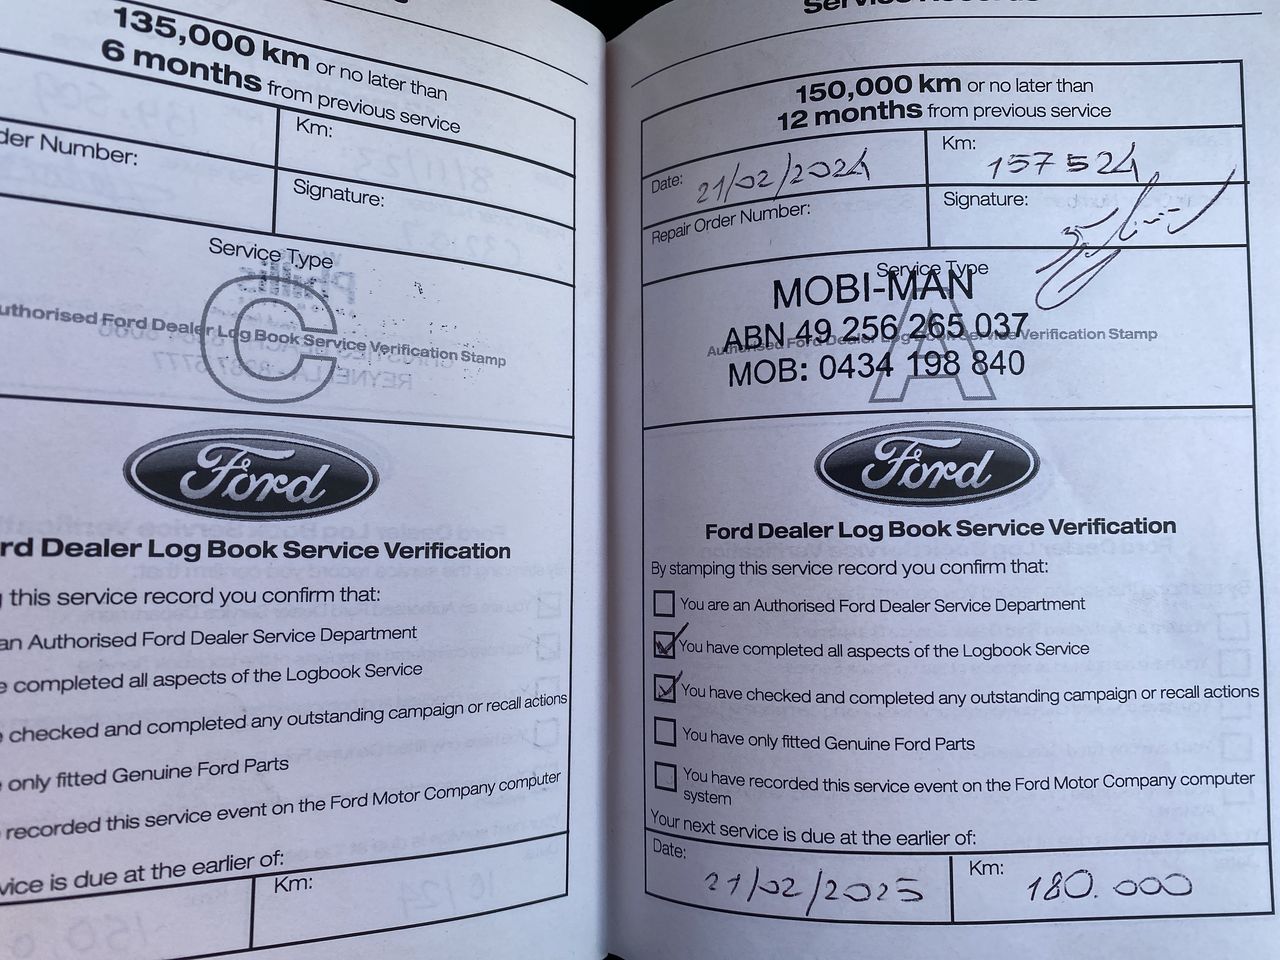 135,000 km or no later than
6 months from previous service
der Number:
Km:
Signature:
Service Type
C
uthorised Ford Dealer Log Book Service Verification Stamp
Ford
rd Dealer Log Book Service Verification
this service record you confirm that:
an Authorised Ford Dealer Service Department
e completed all aspects of the Logbook Service
checked and completed any outstanding campaign or recall actions
only fitted Genuine Ford Parts
recorded this service event on the Ford Motor Company computer
vice is due at the earlier of:
Km:
Service Records
150,000 km or no later than
12 months from previous service
Date: 21/02/2024
Km: 157524
Repair Order Number:
Signature:
Service Type
A
MOBI-MAN
ABN 49 256 265 037
Authorised Ford Dealer Log Book Service Verification Stamp
MOB: 0434 198 840
Ford
Ford Dealer Log Book Service Verification
By stamping this service record you confirm that:
You are an Authorised Ford Dealer Service Department
You have completed all aspects of the Logbook Service
You have checked and completed any outstanding campaign or recall actions
You have only fitted Genuine Ford Parts
You have recorded this service event on the Ford Motor Company computer
system
Your next service is due at the earlier of:
Date: 21/02/2025
Km: 180.000